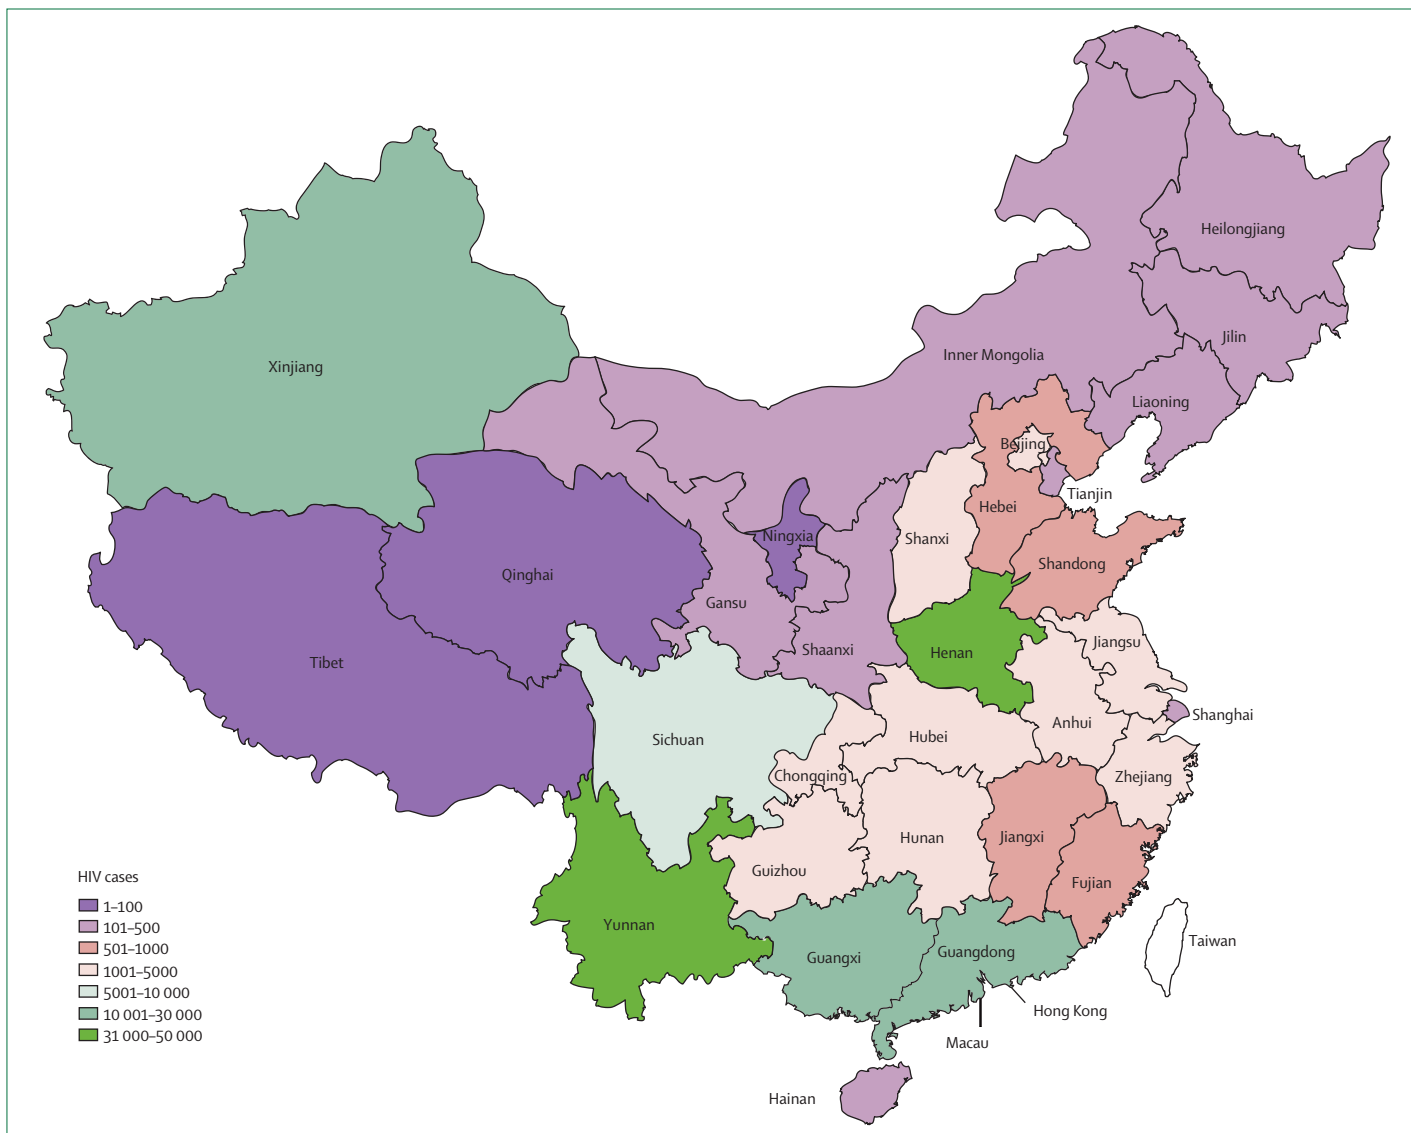 Heilongjiang
Jilin
Inner Mongolia
Xinjiang
Liaoning
Beijing
Tianjin
Hebei
Ningxia
Shanxi
Shandong
Qinghai
Gansu
Jiangsu
Shaanxi
Henan
Tibet
Shanghai
Anhui
Hubei
Sichuan
Chongqing
Zhejiang
Hunan
Jiangxi
Guizhou
Fujian
Yunnan
Taiwan
Guangdong
Guangxi
Hong Kong
Macau
Hainan
HIV cases
1–100
101–500
501–1000
1001–5000
5001–10 000
10 001–30 000
31 000–50 000